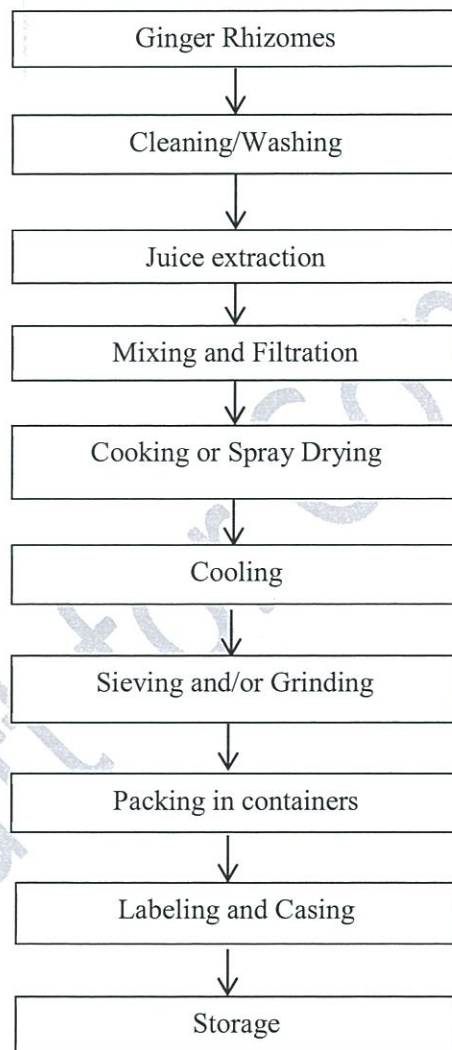 Ginger Rhizomes
Cleaning/Washing
Juice extraction
Mixing and Filtration
Cooking or Spray Drying
Cooling
Sieving and/or Grinding
Packing in containers
Labeling and Casing
Storage